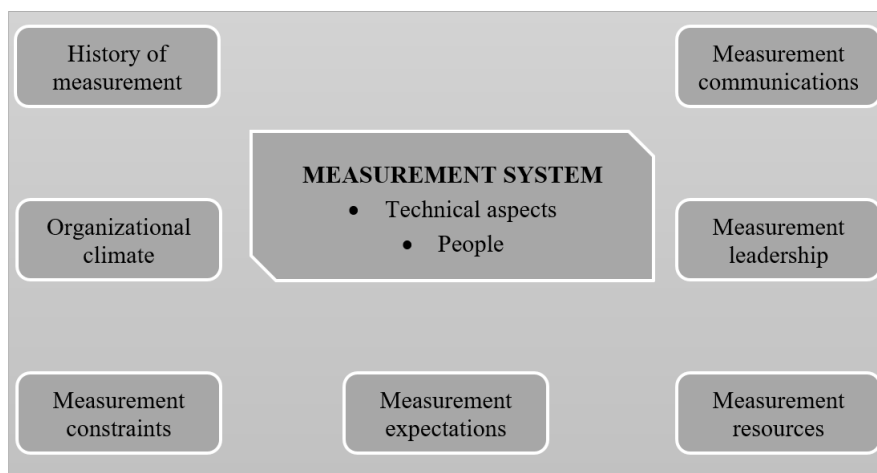 History of
measurement
Measurement
communications
MEASUREMENT SYSTEM
• Technical aspects
• People
Organizational
climate
Measurement
leadership
Measurement
constraints
Measurement
expectations
Measurement
resources